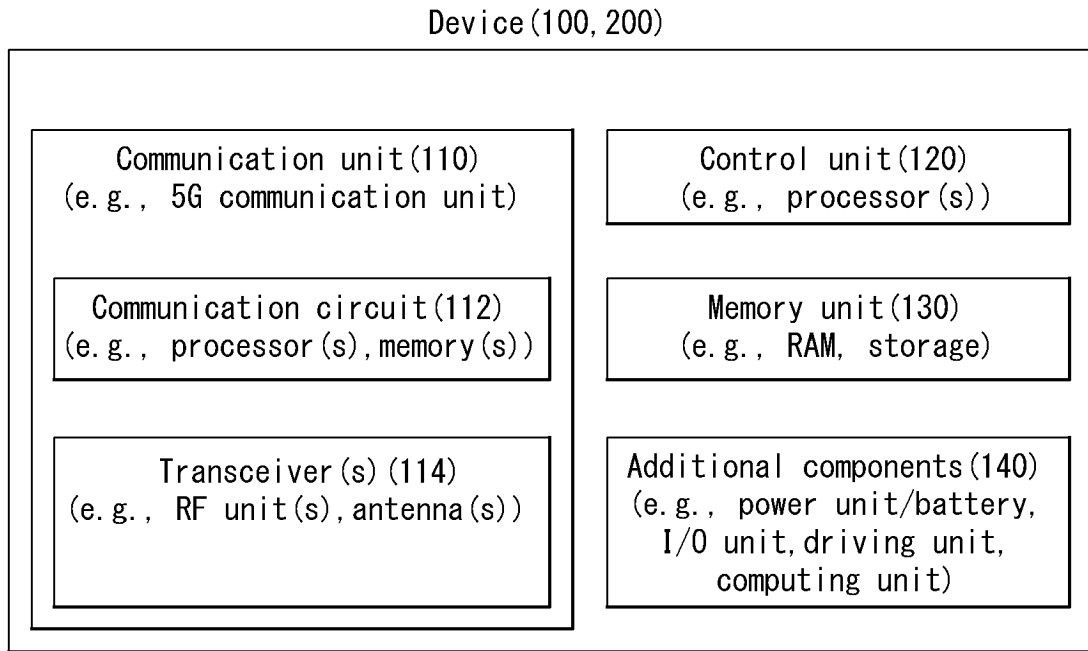 Device(100,200)
Communication unit(110)
(e.g., 5G communication unit)
Communication circuit(112)
(e.g., processor(s),memory(s))
Transceiver(s)(114)
(e.g., RF unit(s),antenna(s))
Control unit(120)
(e.g., processor(s))
Memory unit(130)
(e.g., RAM, storage)
Additional components(140)
(e.g., power unit/battery,
I/O unit,driving unit,
computing unit)